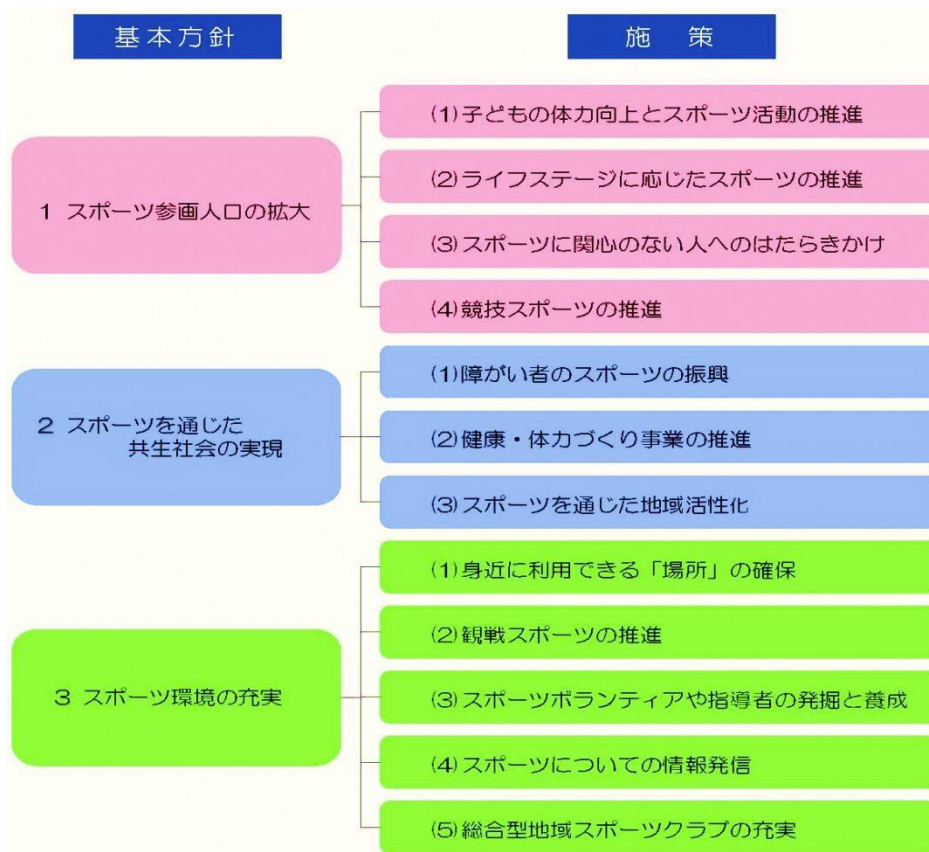 基本方針
施 策
1 スポーツ参画人口の拡大
(1)子どもの体力向上とスポーツ活動の推進
(2)ライフステージに応じたスポーツの推進
(3)スポーツに関心のない人へのはたらきかけ
(4)競技スポーツの推進
2 スポーツを通じた
共生社会の実現
(1)障がい者のスポーツの振興
(2)健康・体力づくり事業の推進
(3)スポーツを通じた地域活性化
3 スポーツ環境の充実
(1)身近に利用できる「場所」の確保
(2)観戦スポーツの推進
(3)スポーツボランティアや指導者の発掘と養成
(4)スポーツについての情報発信
(5)総合型地域スポーツクラブの充実